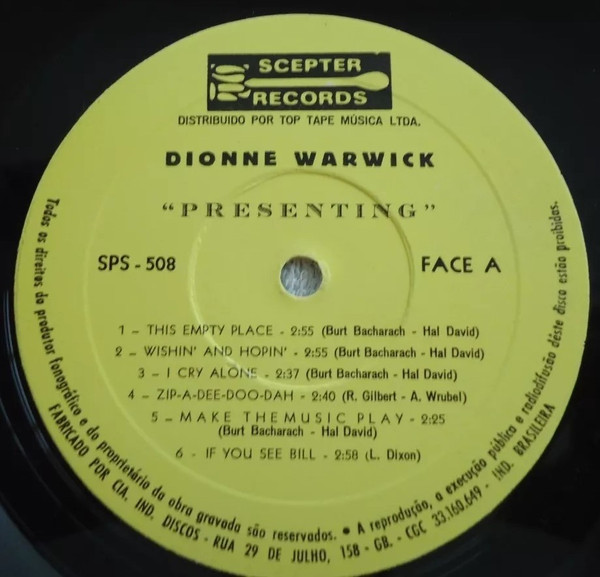 SCEPTER
RECORDS
DISTRIBUIDO POR TOP TAPE MÚSICA LTDA.
DIONNE WARWICK
"PRESENTING"
SPS - 508
FACE A
1 - THIS EMPTY PLACE - 2:55 (Burt Bacharach - Hal David)
2 - WISHIN' AND HOPIN' - 2:55 (Burt Bacharach - Hal David)
3 - I CRY ALONE - 2:37 (Burt Bacharach - Hal David)
4 - ZIP-A-DEE-DOO-DAH - 2:40 (R. Gilbert - A. Wrubel)
5 - MAKE THEMUSIC PLAY - 2:25
(Burt Bacharach - Hal David)
6 - IF YOU SEE BILL - 2:58 (L. Dixon)
Todos os direitos do produtor fonográfico e do proprietário da obra gravada são reservados. • A reprodução, a execução pública e radiodifusão dêste disco estão proibidas.
FABRICADO POR CIA. IND. DISCOS - RUA 29 DE JULHO, 158 - GB. - CGC 33.160.649 - IND. BRASILEIRA